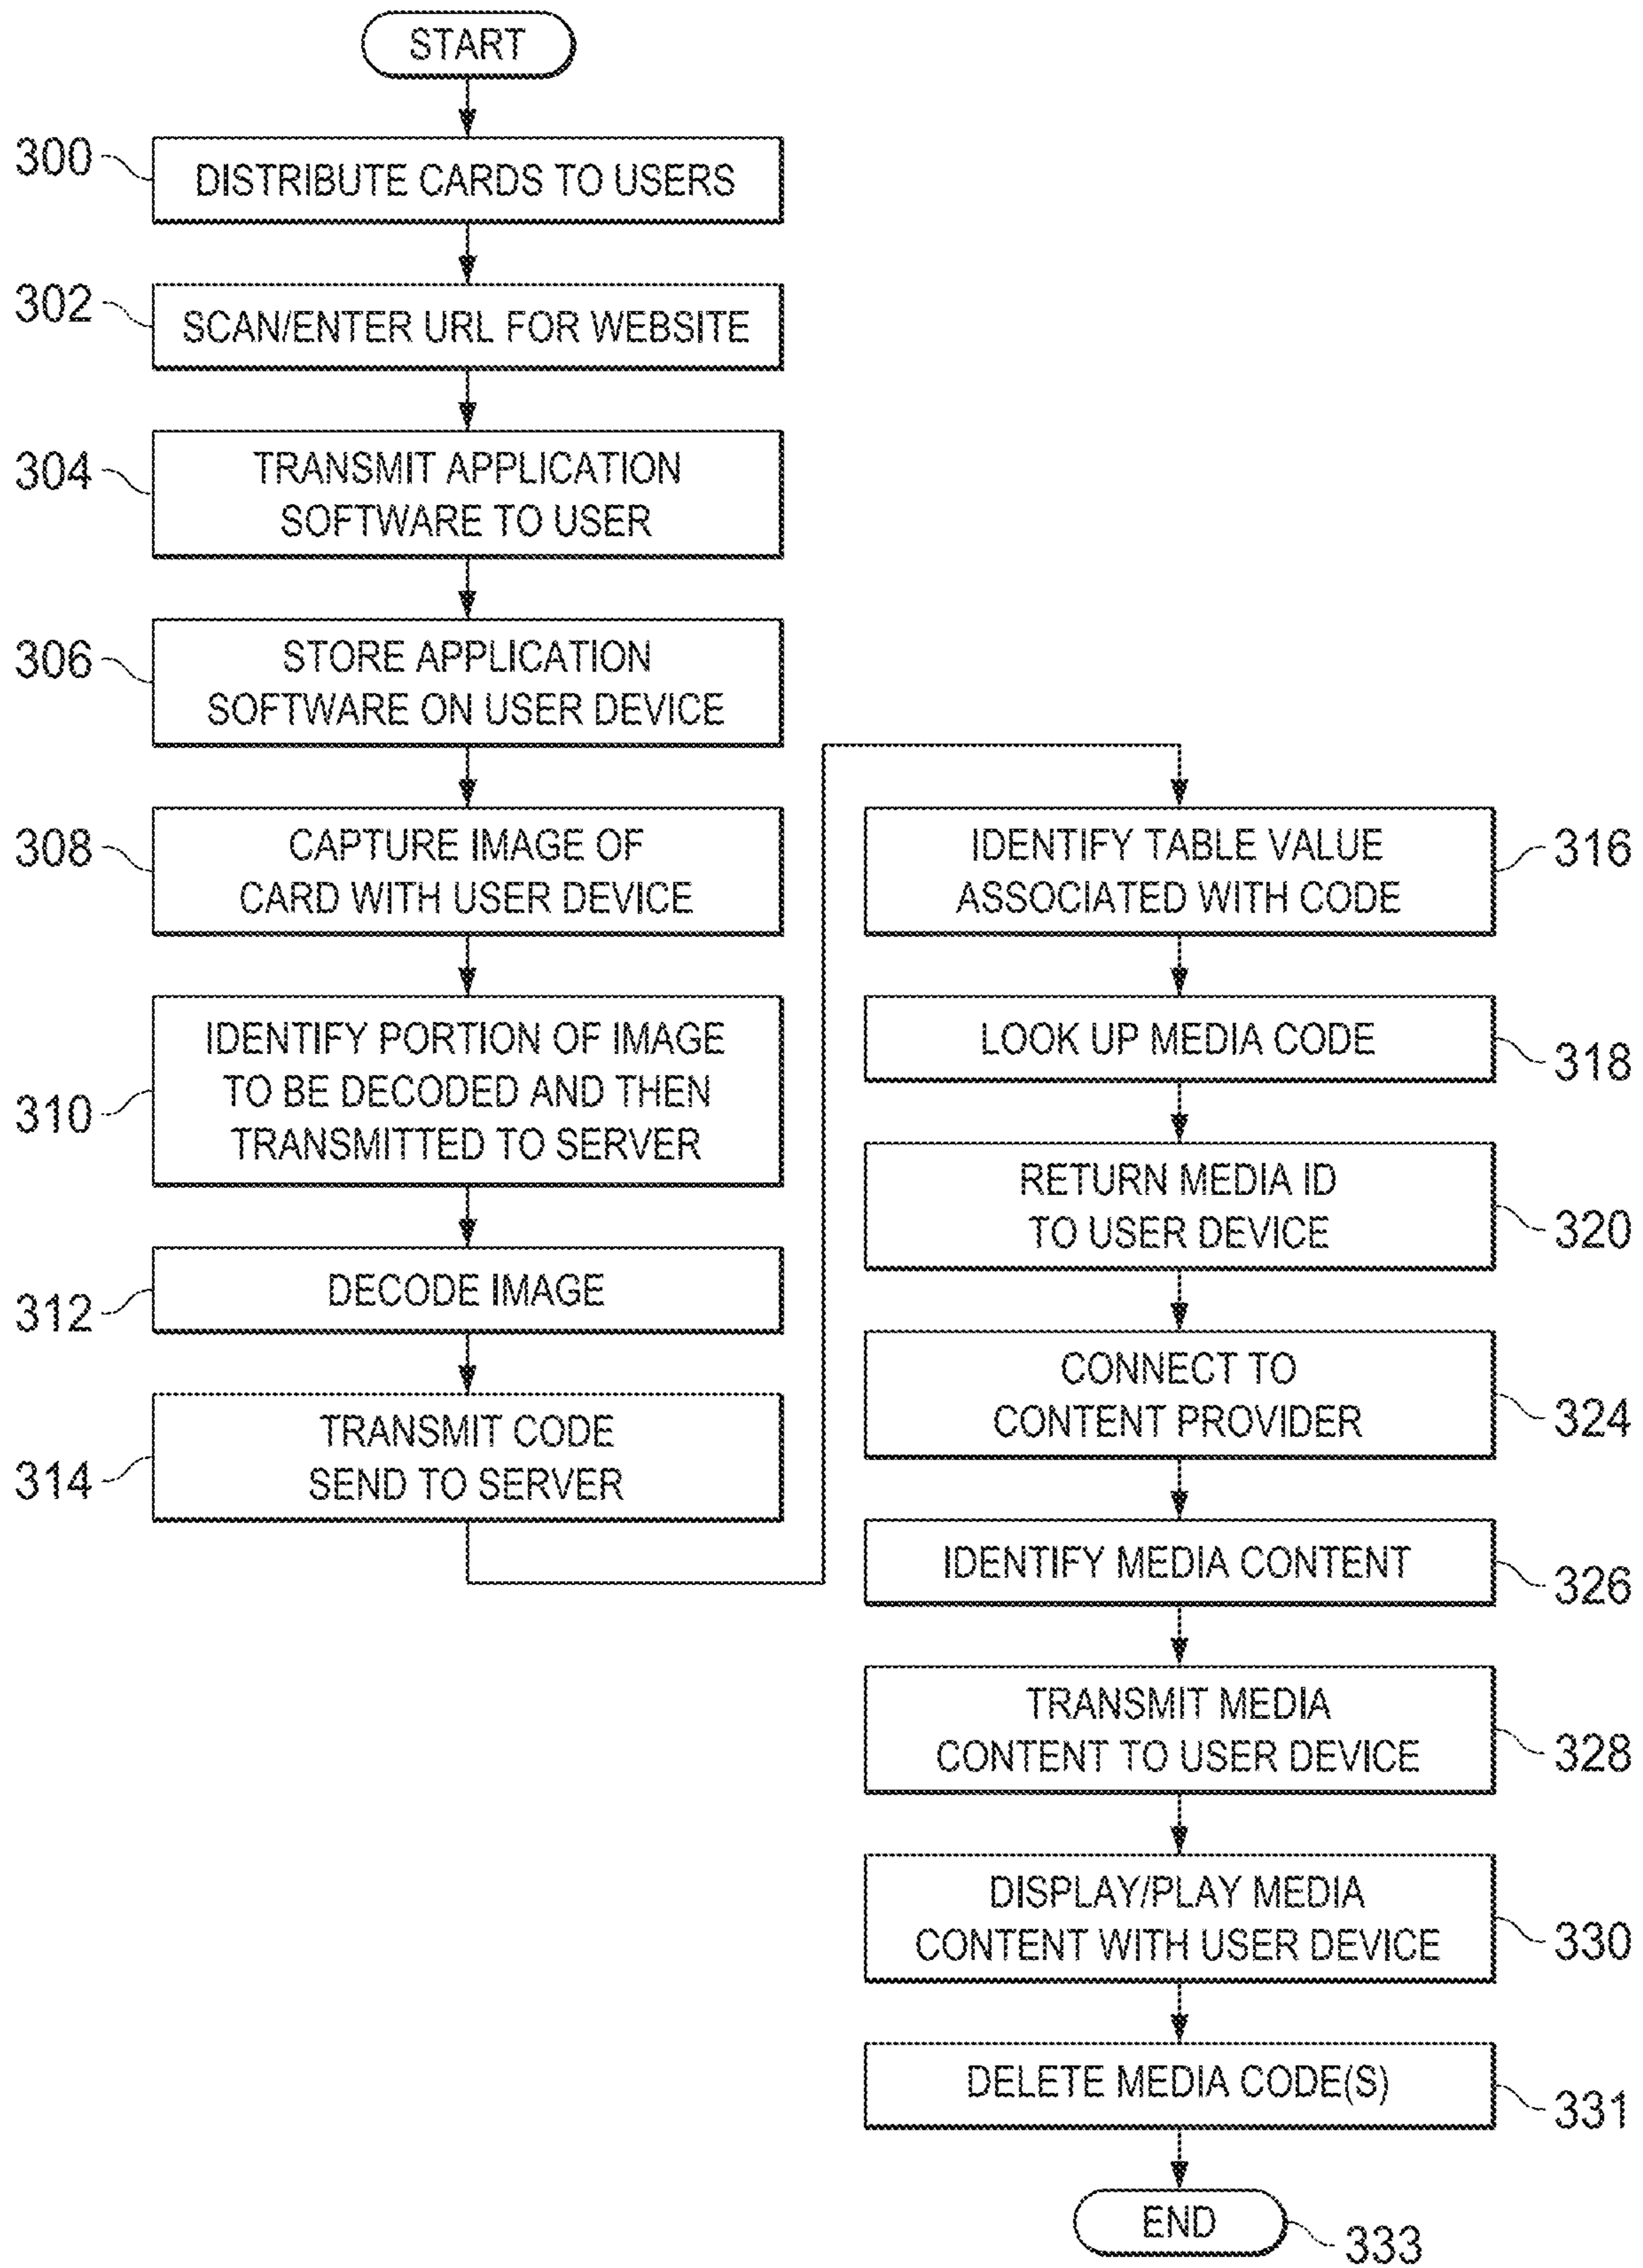 START
300
DISTRIBUTE CARDS TO USERS
302
SCAN/ENTER URL FOR WEBSITE
304
TRANSMIT APPLICATION
SOFTWARE TO USER
306
STORE APPLICATION
SOFTWARE ON USER DEVICE
308
CAPTURE IMAGE OF
CARD WITH USER DEVICE
310
IDENTIFY PORTION OF IMAGE
TO BE DECODED AND THEN
TRANSMITTED TO SERVER
312
DECODE IMAGE
314
TRANSMIT CODE
SEND TO SERVER
IDENTIFY TABLE VALUE
ASSOCIATED WITH CODE
316
LOOK UP MEDIA CODE
318
RETURN MEDIA ID
TO USER DEVICE
320
CONNECT TO
CONTENT PROVIDER
324
IDENTIFY MEDIA CONTENT
326
TRANSMIT MEDIA
CONTENT TO USER DEVICE
328
DISPLAY/PLAY MEDIA
CONTENT WITH USER DEVICE
330
DELETE MEDIA CODE(S)
331
END
333